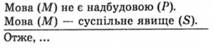 Мова (M) не є надбудовою (P).
Мова (M) — суспільне явище (S).
Отже, ...